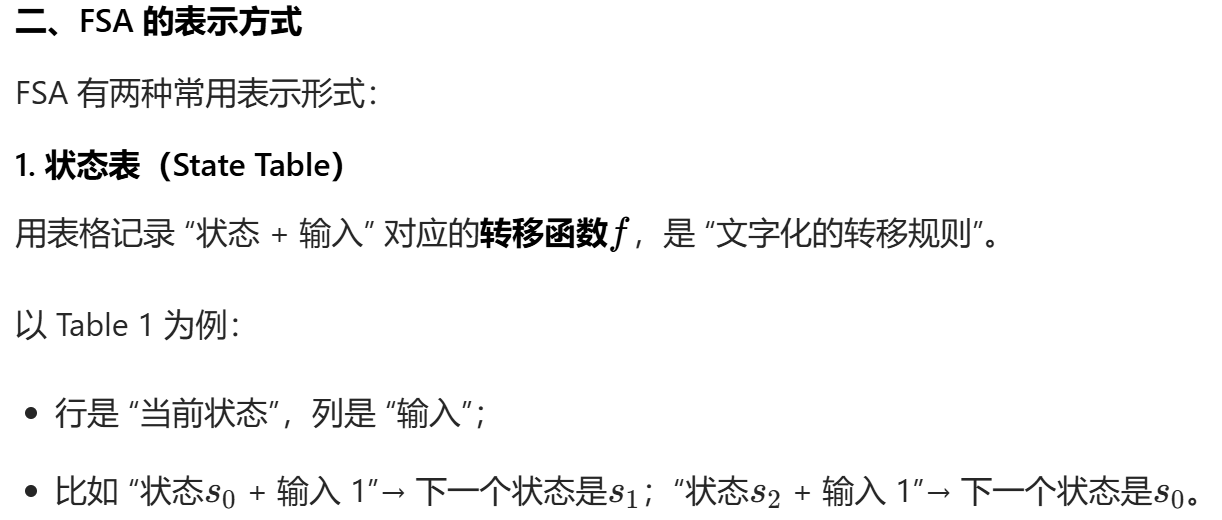 二、FSA 的表示方式
FSA 有两种常用表示形式：
1. 状态表（State Table）
用表格记录 “状态 + 输入” 对应的转移函数f，是 “文字化的转移规则”。
以 Table 1 为例：
• 行是 “当前状态”，列是 “输入”；
• 比如 “状态s₀ + 输入 1”→ 下一个状态是s₁；“状态s₂ + 输入 1”→ 下一个状态是s₀。